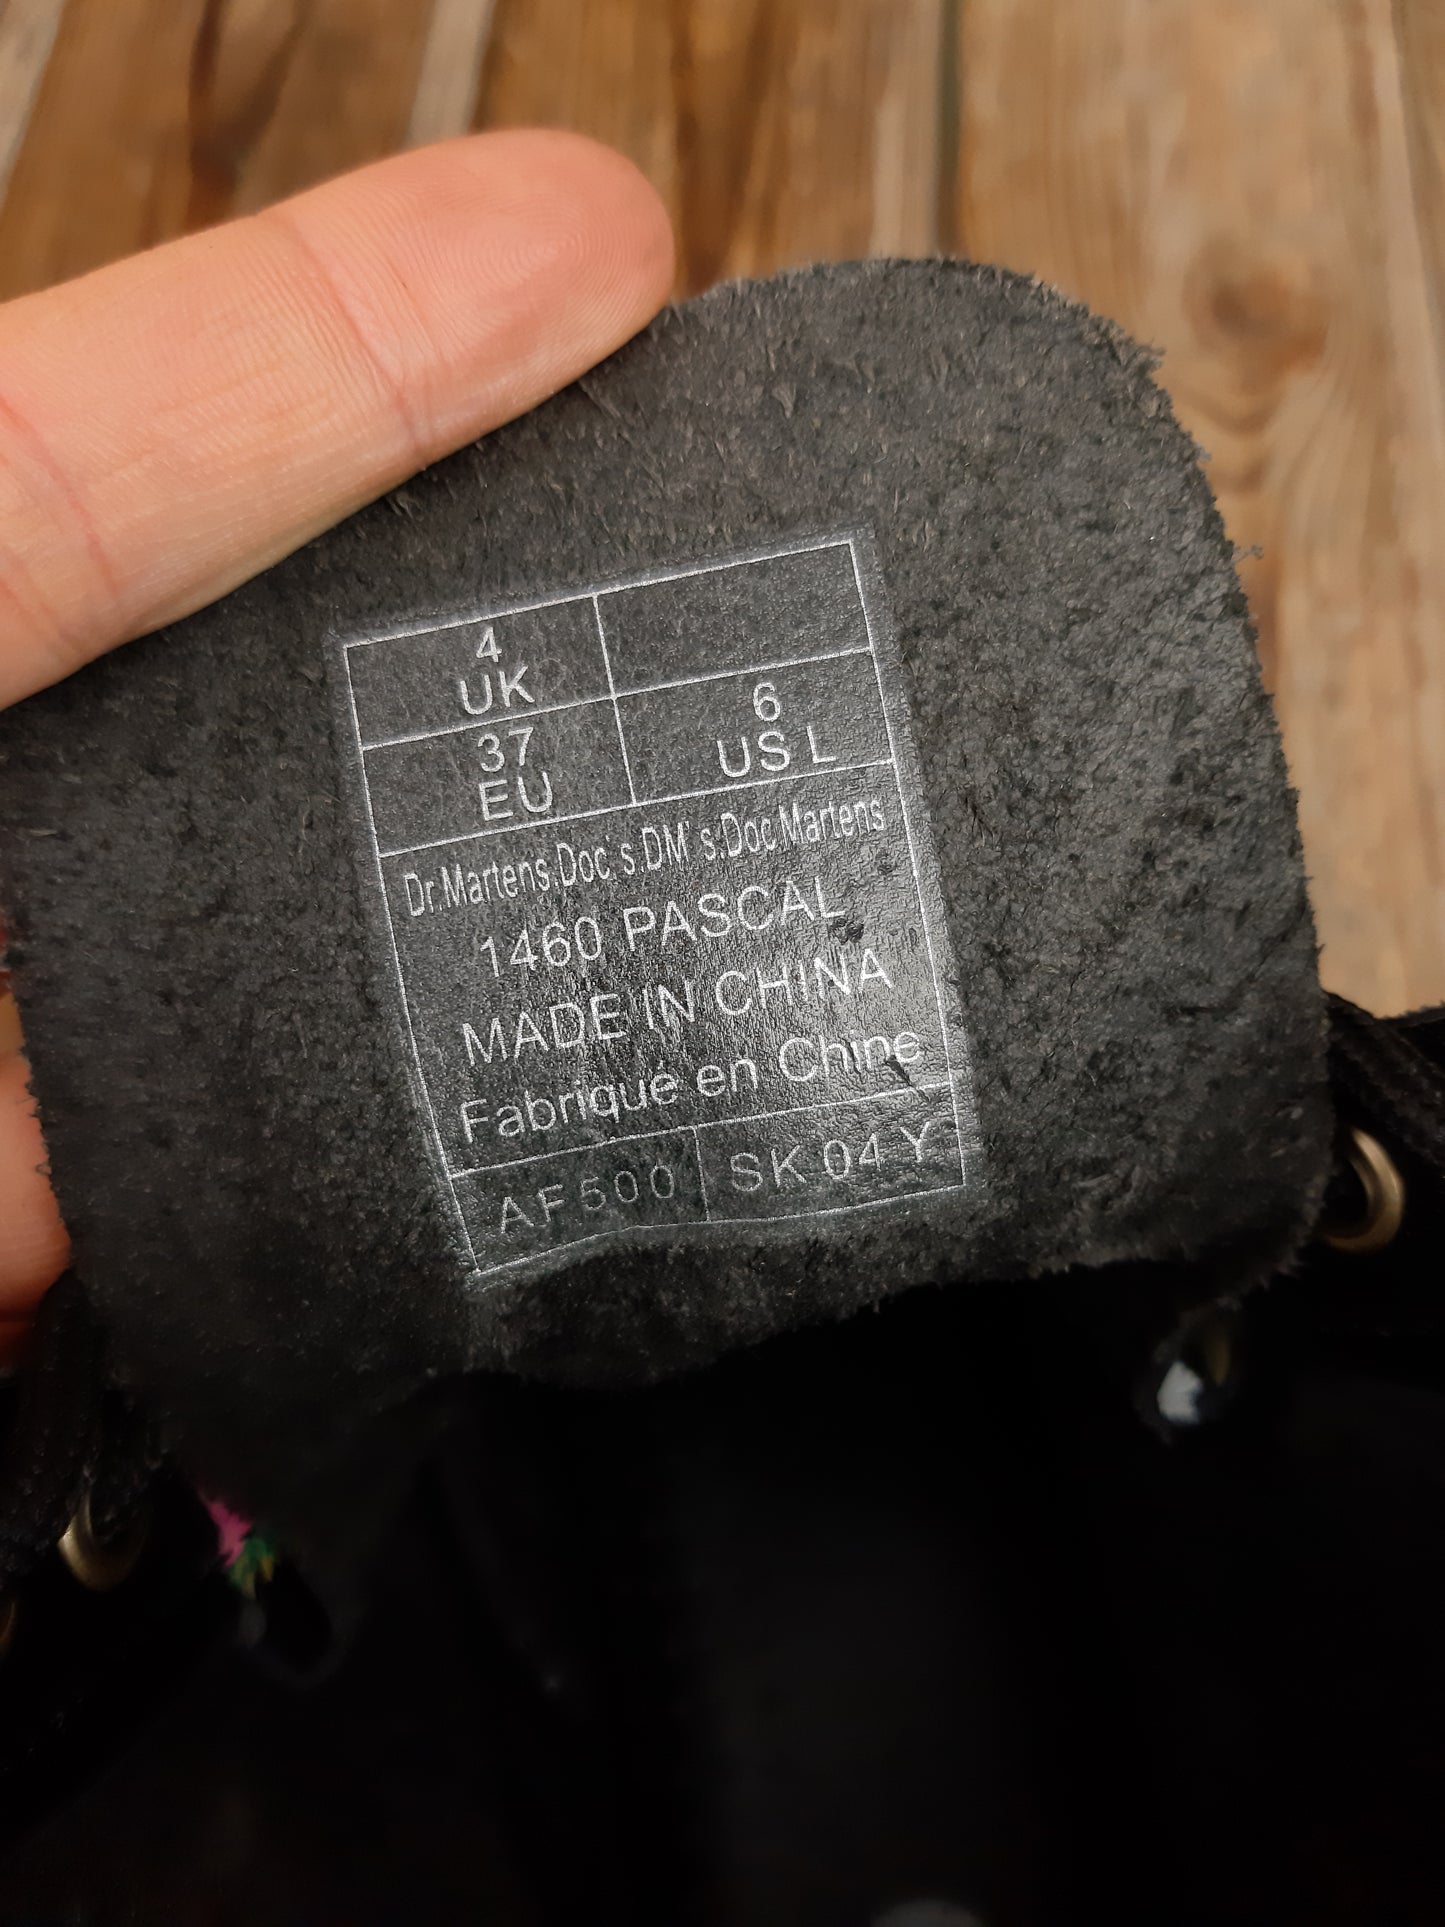 4
UK
37
EU
6
US L
Dr.Martens.Doc's.DM's.Doc Martens
1460 PASCAL
MADE IN CHINA
Fabriqué en Chine
AF500
SK 04 Y